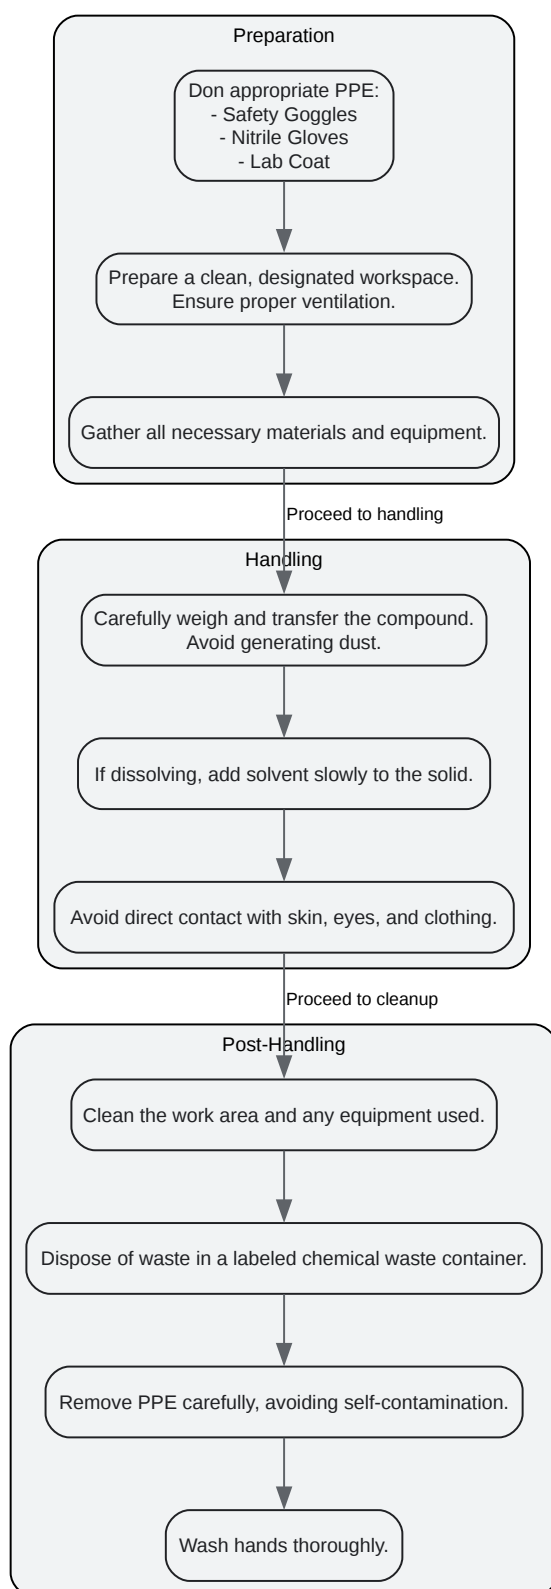 Preparation
Don appropriate PPE:
- Safety Goggles
- Nitrile Gloves
- Lab Coat
Prepare a clean, designated workspace.
Ensure proper ventilation.
Gather all necessary materials and equipment.
Proceed to handling
Handling
Carefully weigh and transfer the compound.
Avoid generating dust.
If dissolving, add solvent slowly to the solid.
Avoid direct contact with skin, eyes, and clothing.
Proceed to cleanup
Post-Handling
Clean the work area and any equipment used.
Dispose of waste in a labeled chemical waste container.
Remove PPE carefully, avoiding self-contamination.
Wash hands thoroughly.